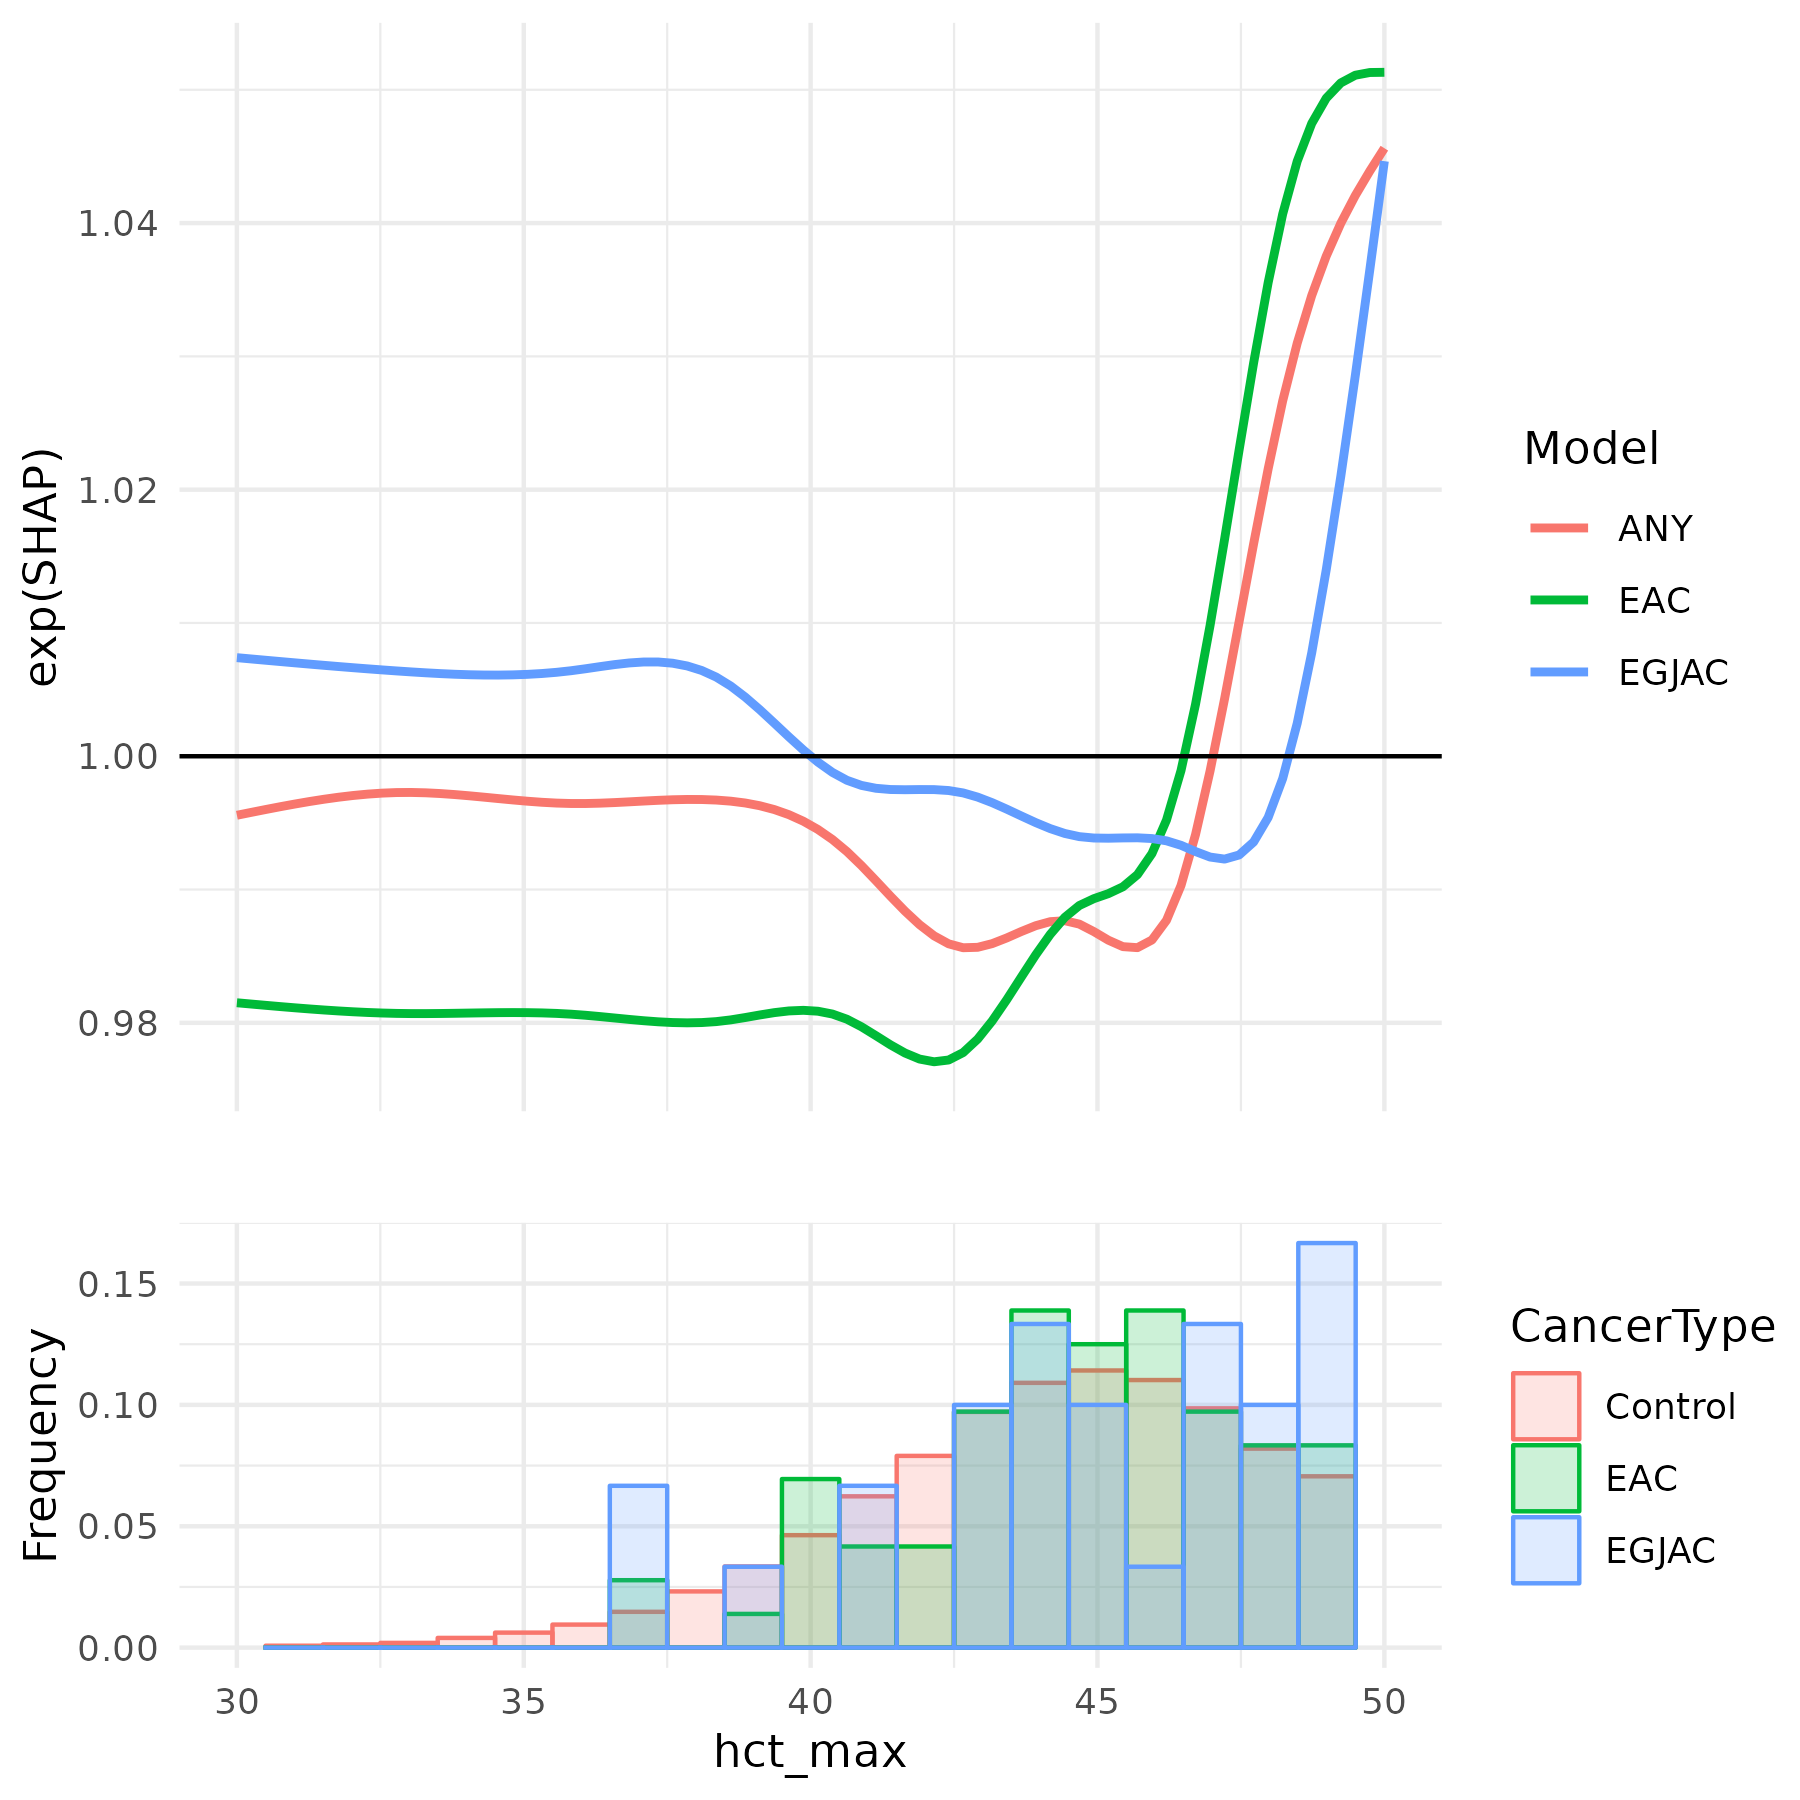 exp(SHAP)
1.04
1.02
1.00
0.98
Model
ANY
EAC
EGJAC
Frequency
0.15
0.10
0.05
0.00
30 35 40 45 50
hct_max
CancerType
Control
EAC
EGJAC